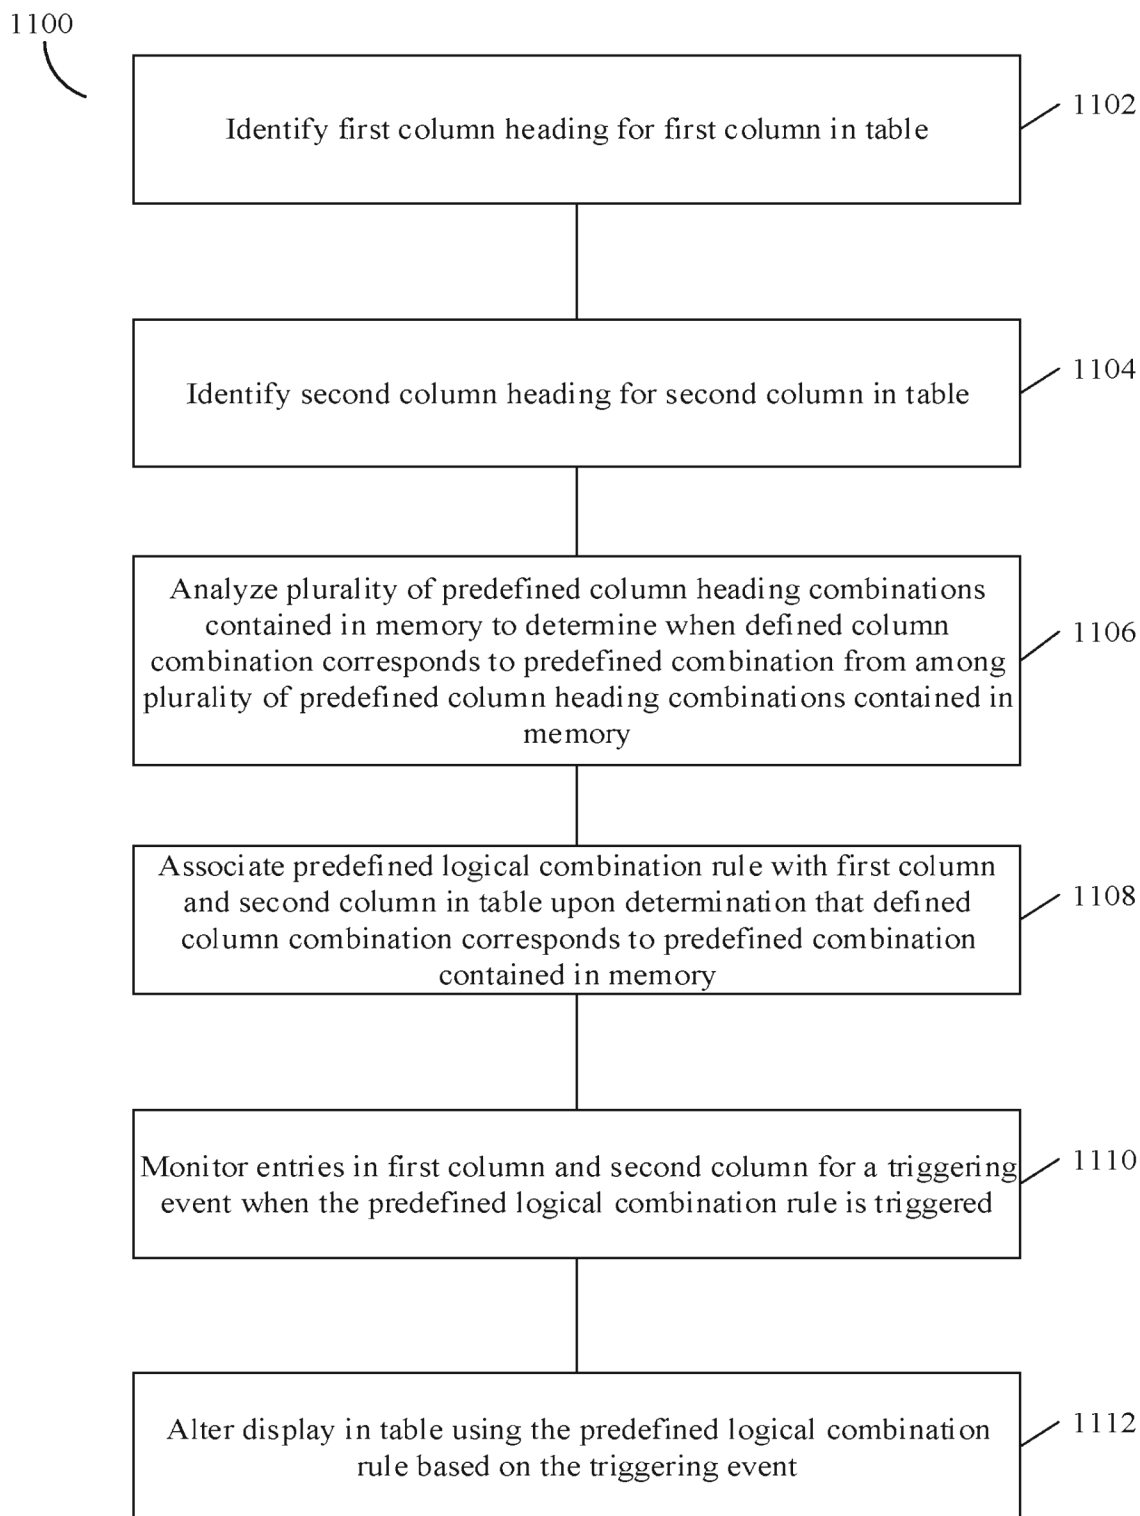 1100
Identify first column heading for first column in table
1102
Identify second column heading for second column in table
1104
Analyze plurality of predefined column heading combinations
contained in memory to determine when defined column
combination corresponds to predefined combination from among
plurality of predefined column heading combinations contained in
memory
1106
Associate predefined logical combination rule with first column
and second column in table upon determination that defined
column combination corresponds to predefined combination
contained in memory
1108
Monitor entries in first column and second column for a triggering
event when the predefined logical combination rule is triggered
1110
Alter display in table using the predefined logical combination
rule based on the triggering event
1112